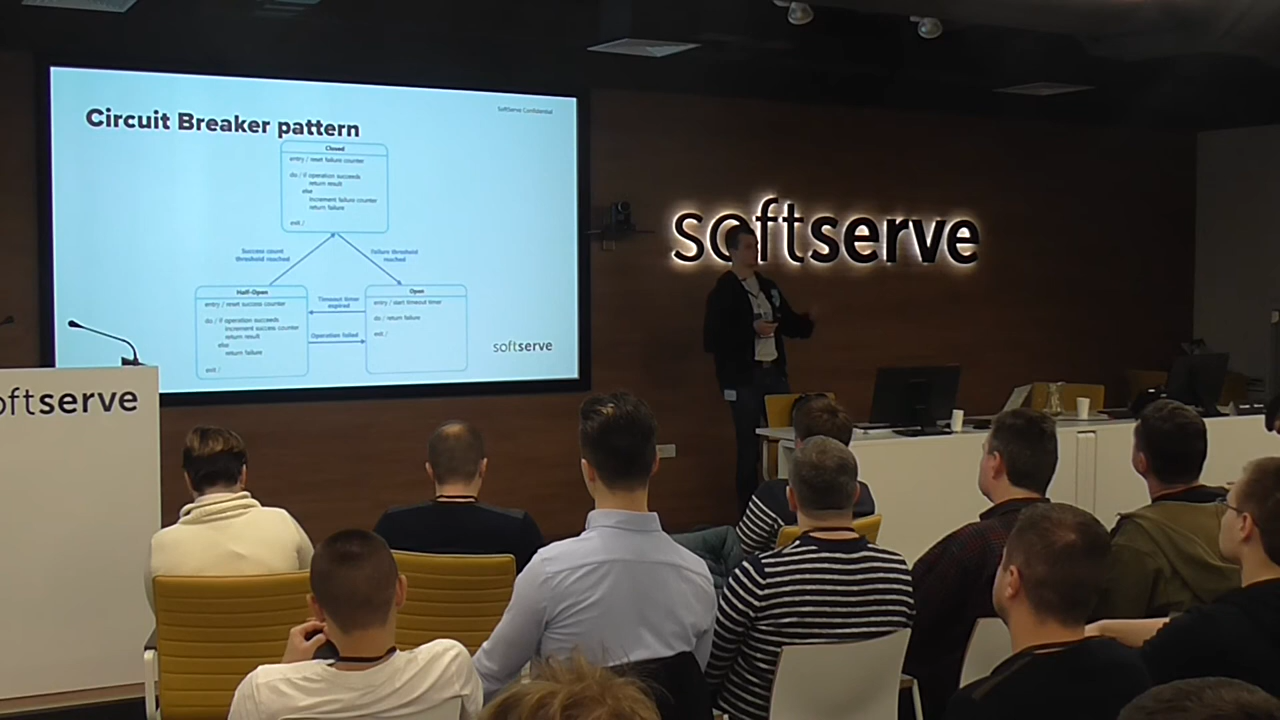 SoftServe Confidential
Circuit Breaker pattern
Closed
entry / reset failure counter
do / if operation succeeds
return result
else
increment failure counter
return failure
exit /
Success count
threshold reached
Failure threshold
reached
Half-Open
entry / reset success counter
do / if operation succeeds
increment success counter
return result
else
return failure
exit /
Timeout timer
expired
Operation failed
Open
entry / start timeout timer
do / return failure
exit /
softserve
softserve
oftserve